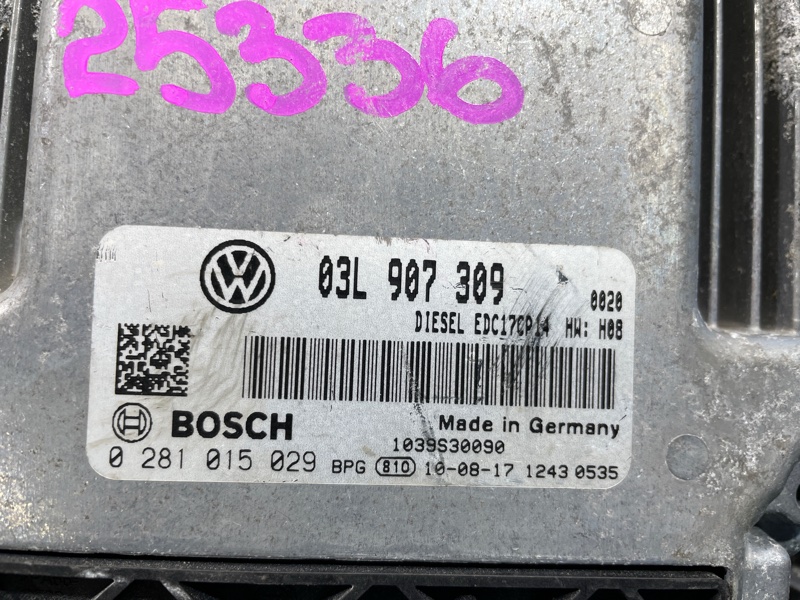 25336
03L 907 309
0020
DIESEL EDC17CP14 HW: H08
BOSCH
Made in Germany
1039S30090
0 281 015 029 BPG 810 10-08-17 1243 0535